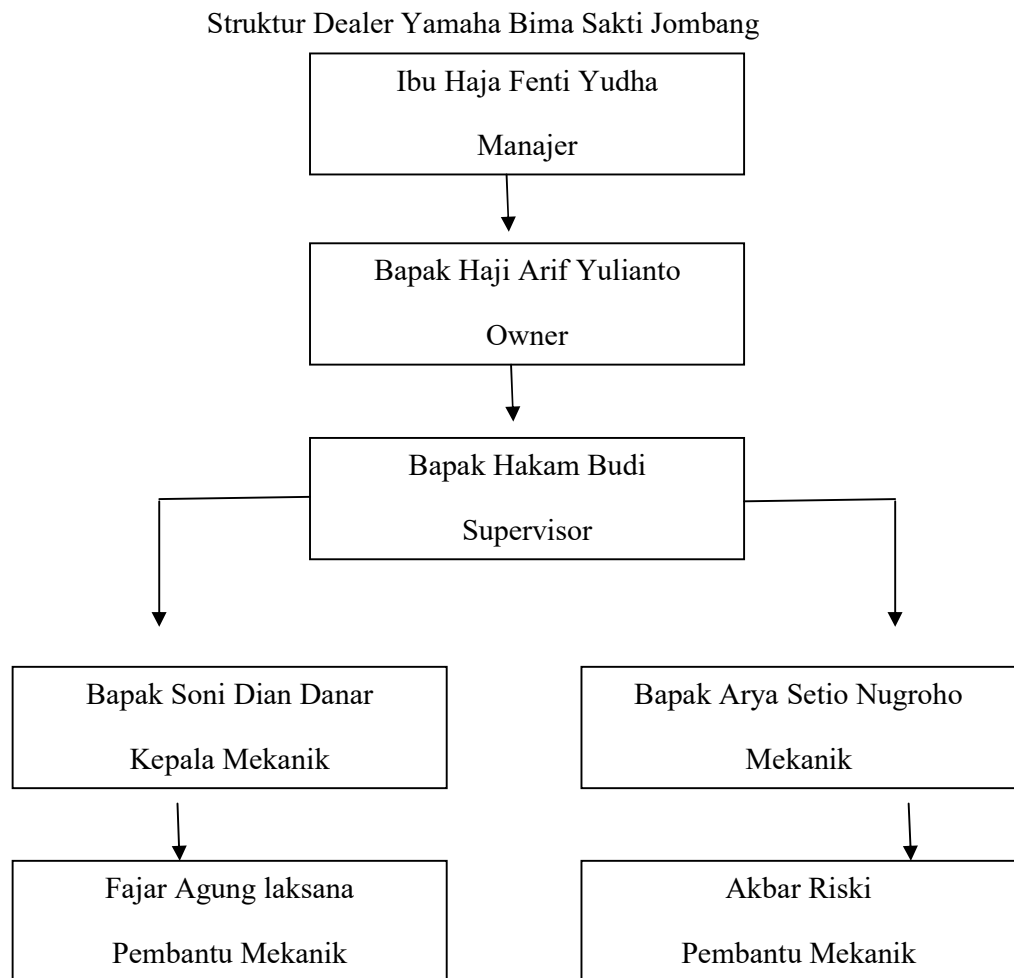 Struktur Dealer Yamaha Bima Sakti Jombang
Ibu Haja Fenti Yudha
Manajer
Bapak Haji Arif Yulianto
Owner
Bapak Hakam Budi
Supervisor
Bapak Soni Dian Danar
Kepala Mekanik
Bapak Arya Setio Nugroho
Mekanik
Fajar Agung laksana
Pembantu Mekanik
Akbar Riski
Pembantu Mekanik